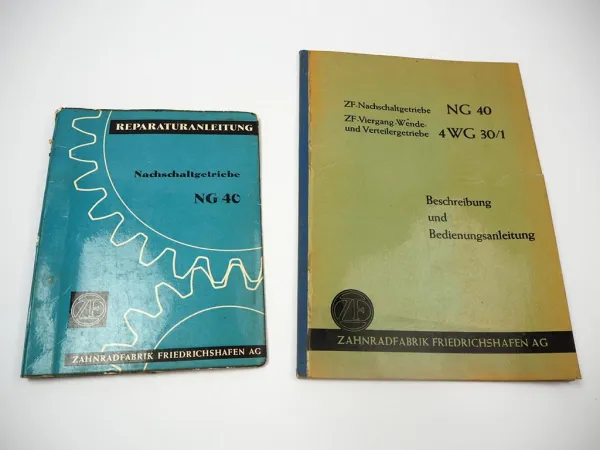 REPARATURANLEITUNG
Nachschaltgetriebe
NG 40
ZF
ZAHNRADFABRIK FRIEDRICHSHAFEN AG
ZF-Nachschaltgetriebe NG 40
ZF-Viergang-Wende-
und Verteilergetriebe 4 WG 30/1
Beschreibung
und
Bedienungsanleitung
ZF
ZAHNRADFABRIK FRIEDRICHSHAFEN AG